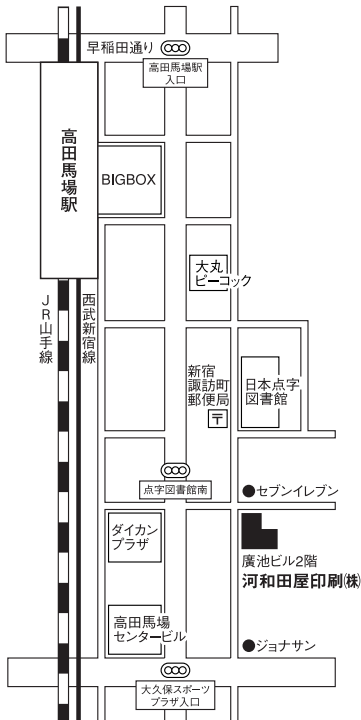 早稲田通り
高田馬場駅
入口
高田馬場駅
BIGBOX
大丸
ピーコック
JR山手線
西武新宿線
新宿
諏訪町
郵便局
〒
日本点字
図書館
点字図書館南
●セブンイレブン
ダイカン
プラザ
廣池ビル2階
河和田屋印刷㈱
高田馬場
センタービル
●ジョナサン
大久保スポーツ
プラザ入口